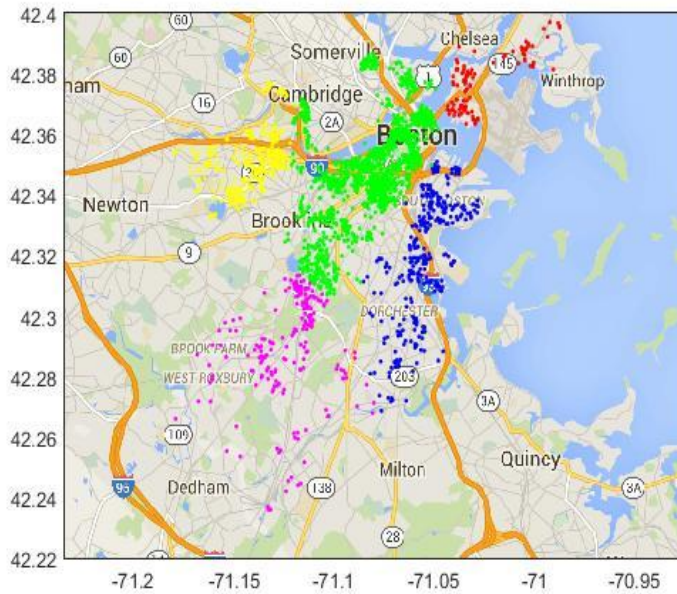 42.4
60
Chelsea
Somerville
60
1
145
42.38
Winthrop
ham
Cambridge
16
2A
42.36
Boston
90
42.34
Newton
Brookline
9
42.32
DORCHESTER
42.3
BROOK FARM
WEST ROXBURY
42.28
203
3A
109
42.26
Milton
Quincy
42.24
95
Dedham
138
3A
28
42.22
-71.2
-71.15
-71.1
-71.05
-71
-70.95